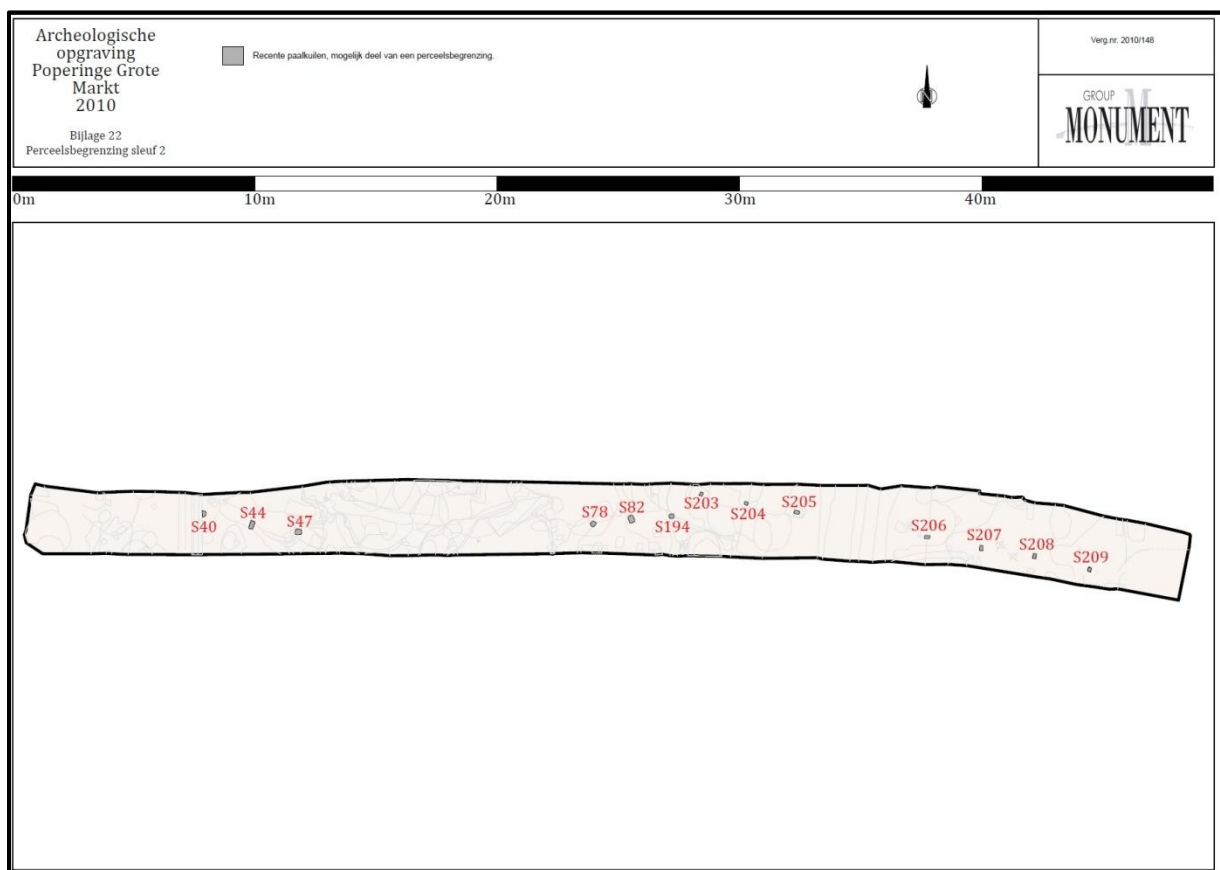 Archeologische
opgraving
Poperinge Grote
Markt
2010
Bijlage 22
Perceelsbegrenzing sleuf 2
Recente paalkuilen, mogelijk deel van een perceelsbegrenzing.
N
Verg.nr. 2010/148
GROUP
M
MONUMENT
0m
10m
20m
30m
40m
S40
S44
S47
S78
S82
S194
S203
S204
S205
S206
S207
S208
S209